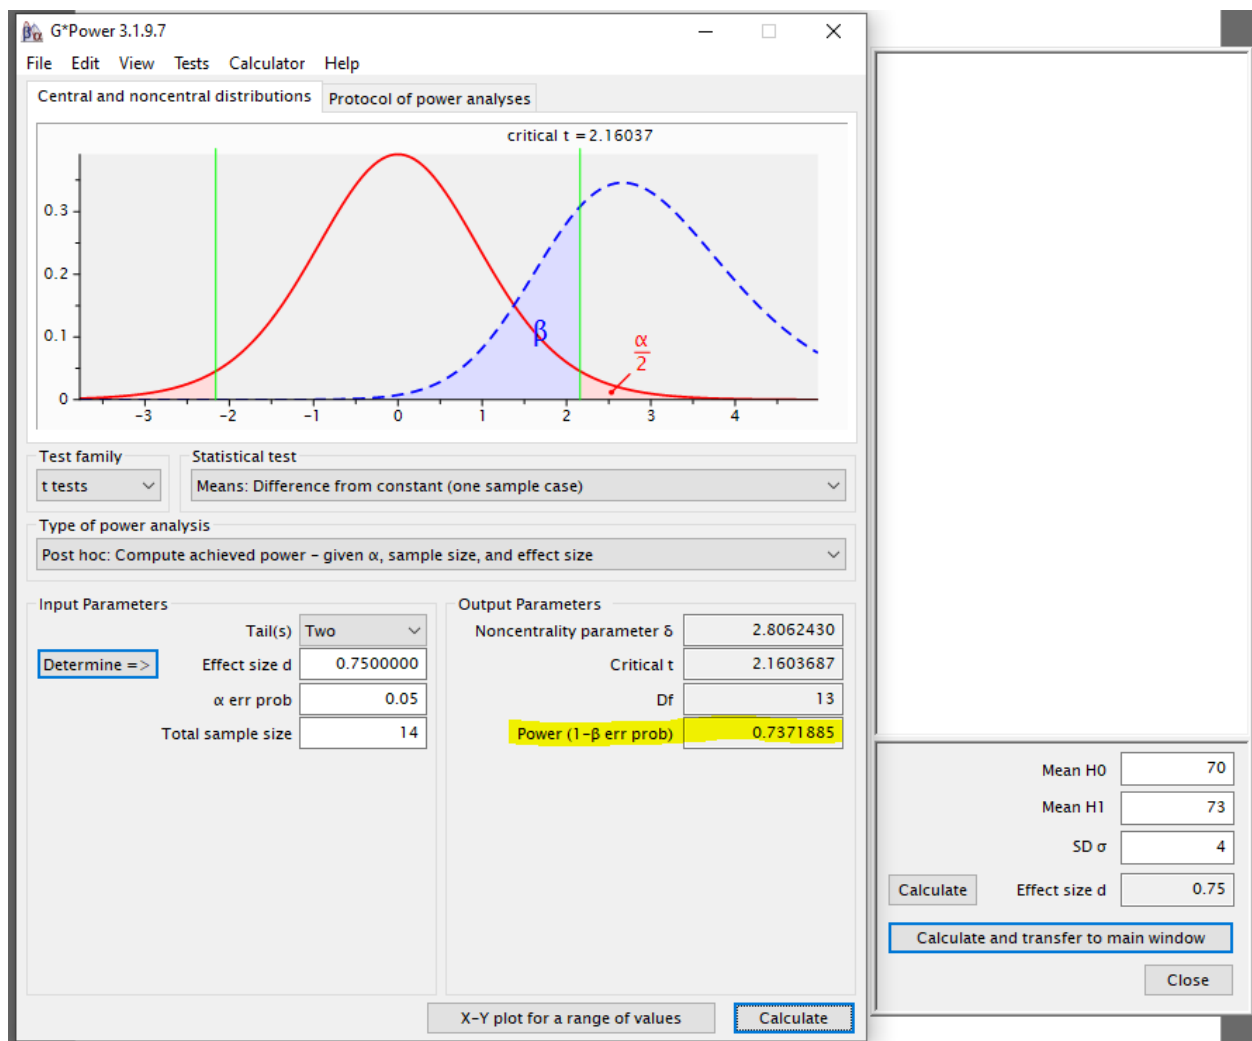 G*Power 3.1.9.7
File Edit View Tests Calculator Help
Central and noncentral distributions Protocol of power analyses
critical t = 2.16037
0.3
0.2
0.1
0
β
α
2
-3 -2 -1 0 1 2 3 4
Test family Statistical test
t tests Means: Difference from constant (one sample case)
Type of power analysis
Post hoc: Compute achieved power – given α, sample size, and effect size
Input Parameters
Tail(s) Two
Determine => Effect size d 0.7500000
α err prob 0.05
Total sample size 14
Output Parameters
Noncentrality parameter δ 2.8062430
Critical t 2.1603687
Df 13
Power (1-β err prob) 0.7371885
X-Y plot for a range of values Calculate
Mean H0 70
Mean H1 73
SD σ 4
Calculate Effect size d 0.75
Calculate and transfer to main window
Close